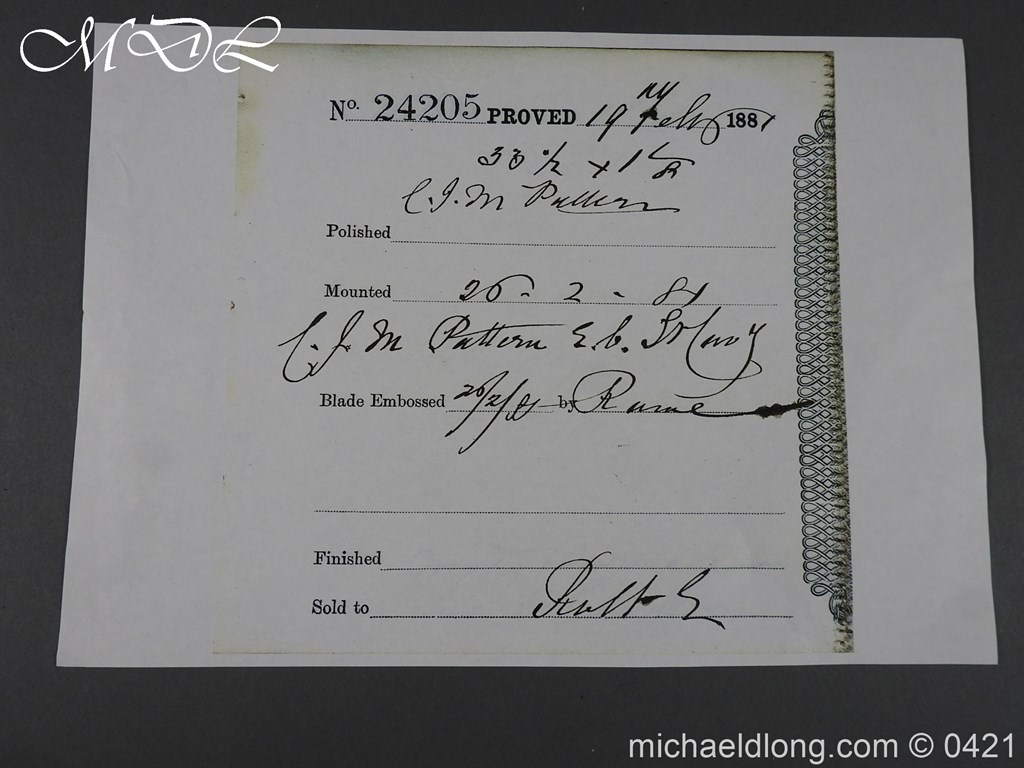 MDL
No. 24205 PROVED 19 Feb 1881
33 1/2 x 1 1/8
C.J.M Pattern
Polished
Mounted 26 - 2 - 81
C.J.M Pattern
Blade Embossed 26/2/81 by
Finished
Sold to
michaeldlong.com © 0421